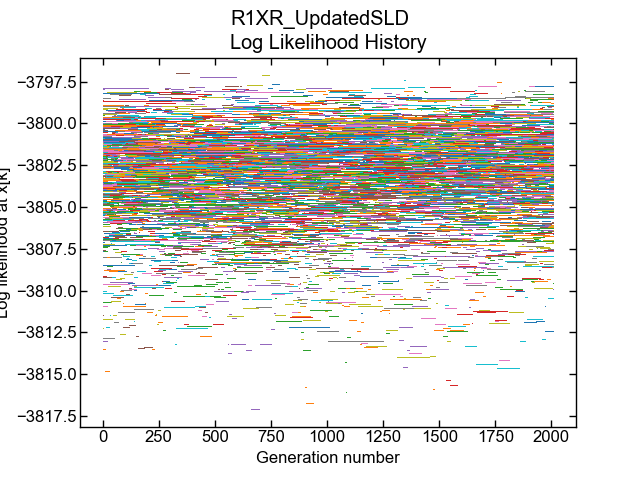 R1XR_UpdatedSLD
Log Likelihood History
−3797.5
−3800.0
−3802.5
−3805.0
−3807.5
−3810.0
−3812.5
−3815.0
−3817.5
Log likelihood at x[k]
0 250 500 750 1000 1250 1500 1750 2000
Generation number